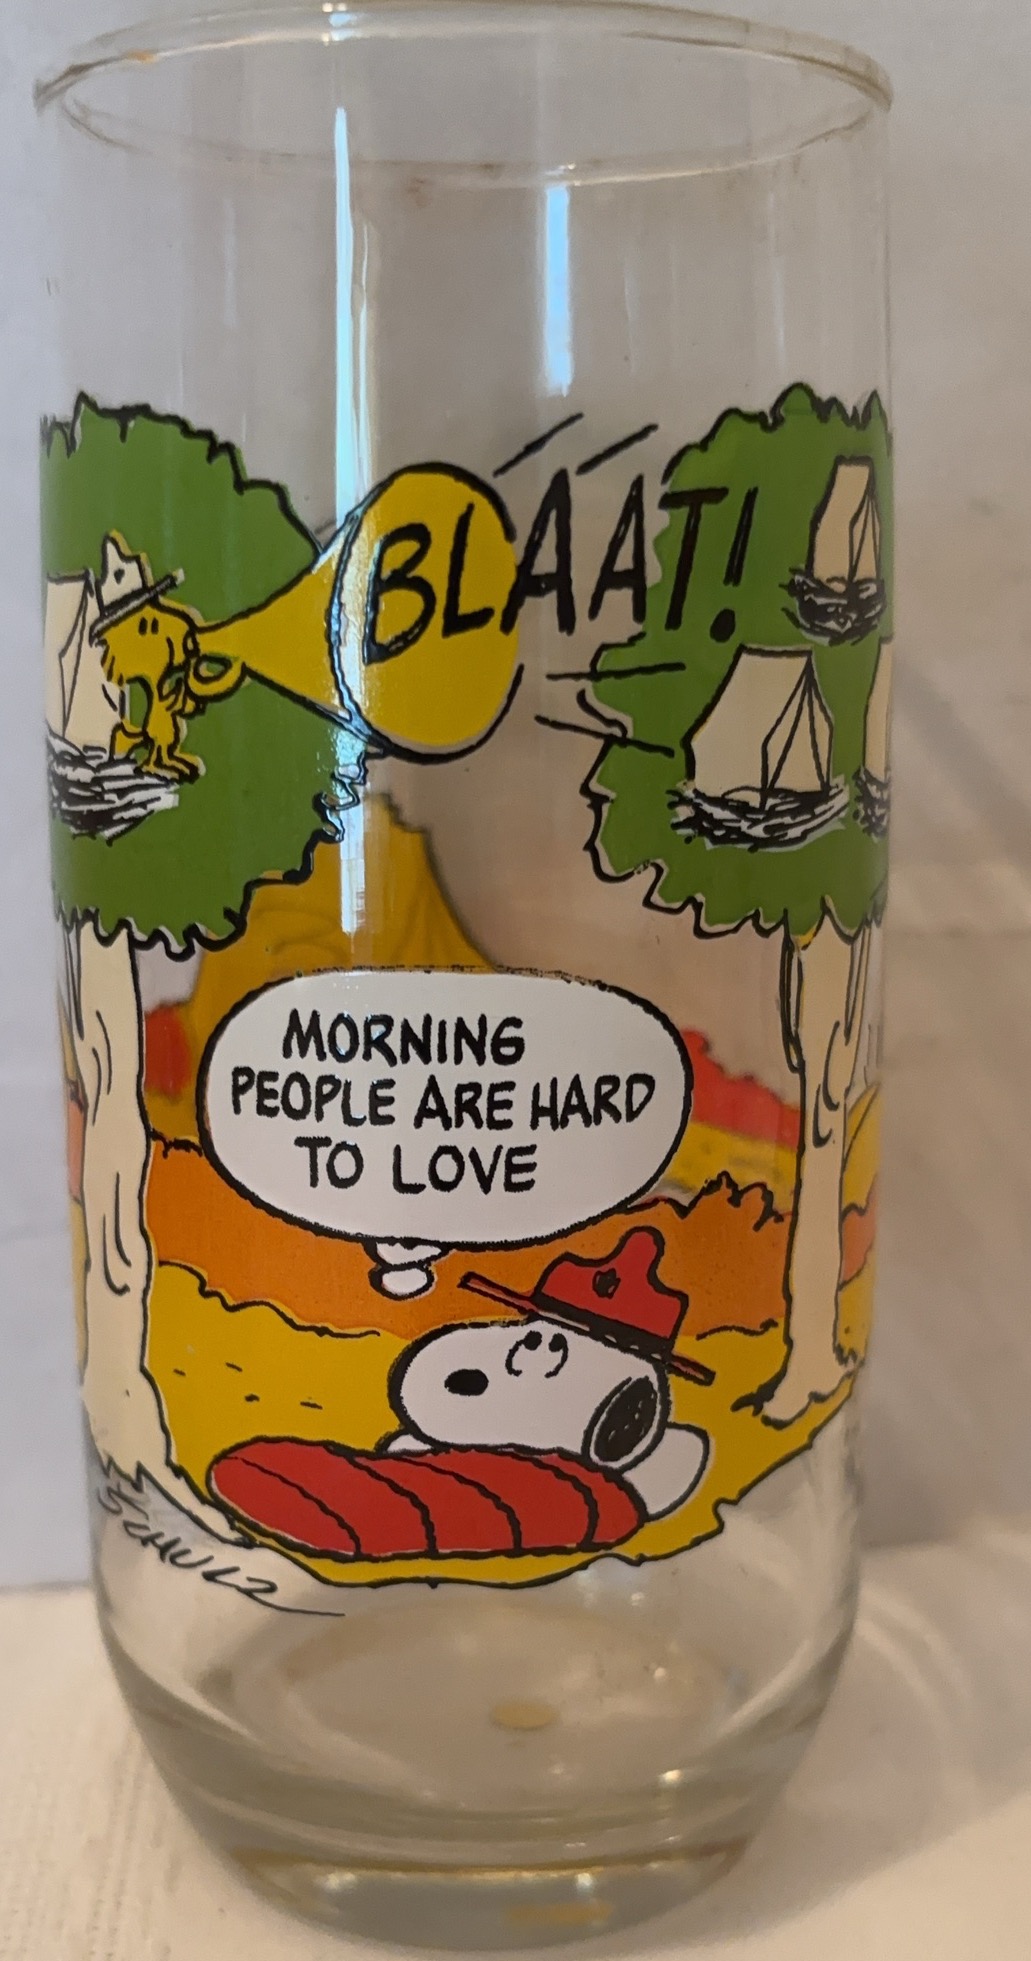 BLAAT!
MORNING
PEOPLE ARE HARD
TO LOVE
SCHULZ